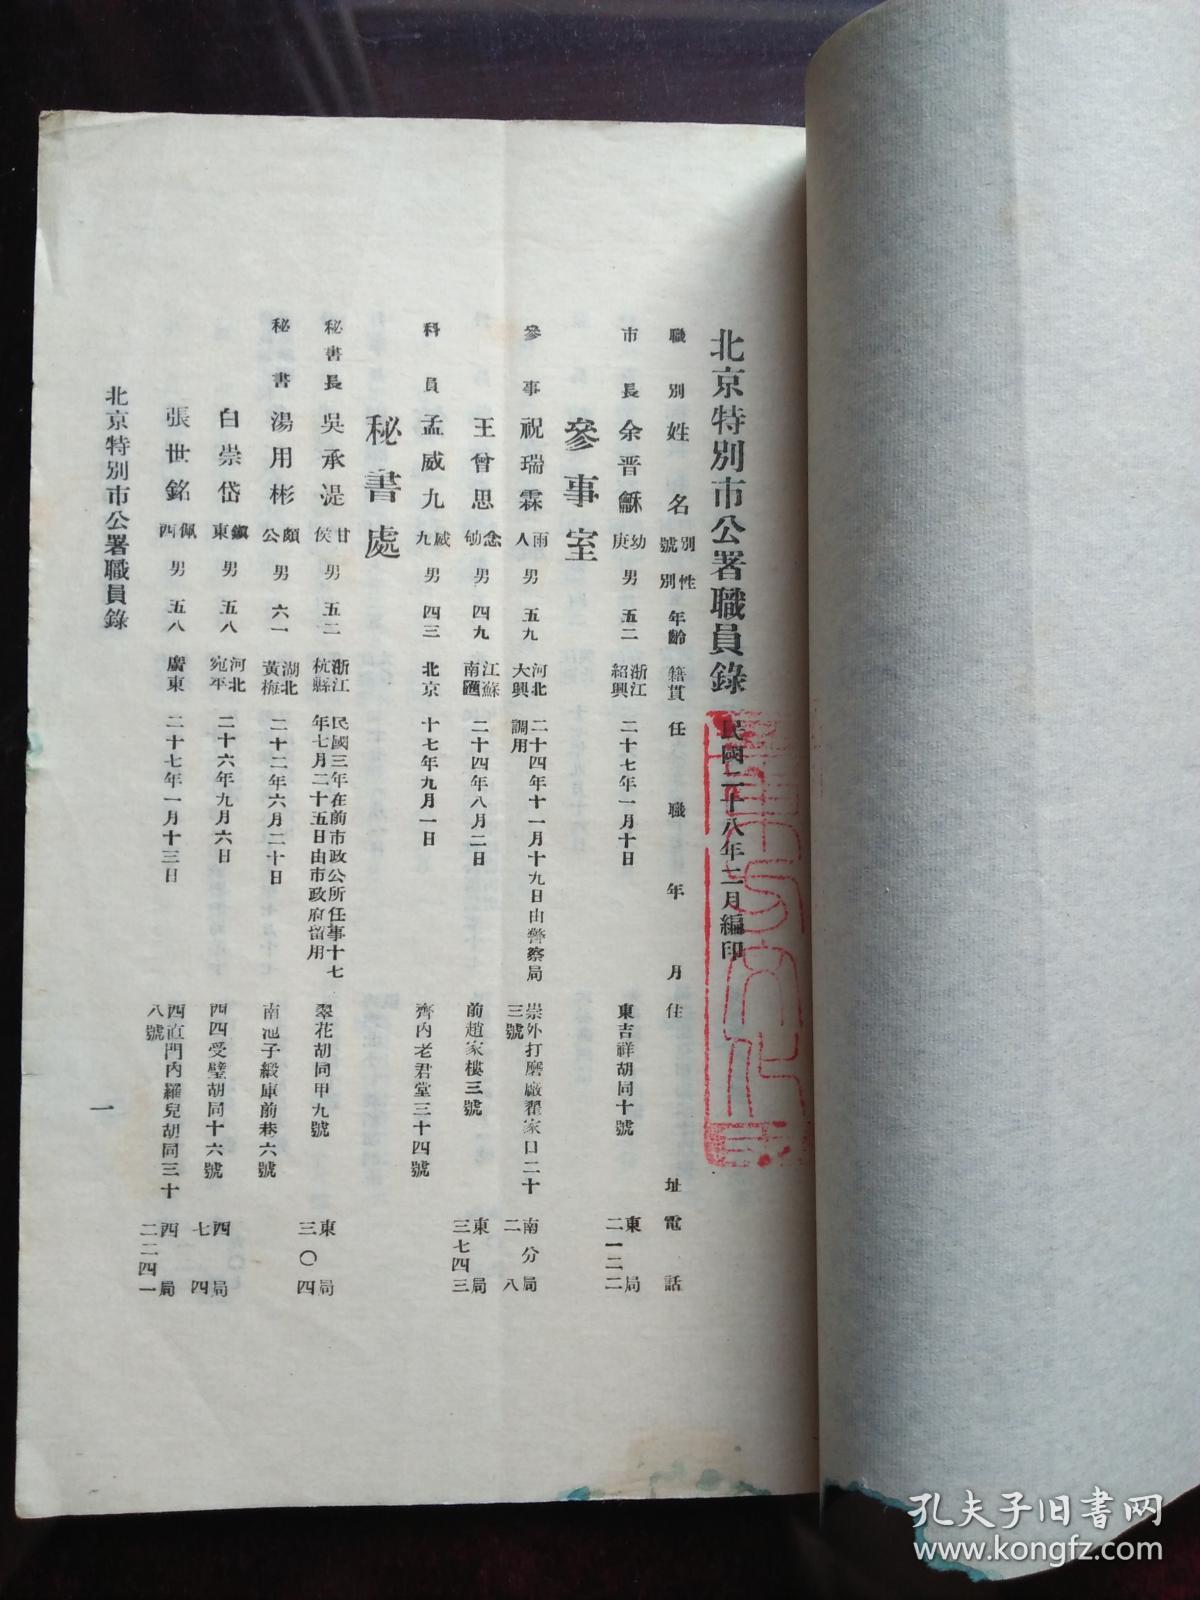 北京特別市公署職員錄 民國二十八年二月編印
職別 姓名 別號 性別 年齡 籍貫 任職年月 住址 電話
市長 余晋龢 幼庚 男 五二 浙江紹興 二十七年一月十日 東吉祥胡同十號 東局二一二二
參事室
參事 祝瑞霖 雨人 男 五九 河北大興 二十四年十一月十九日由警察局調用 崇外打磨廠翟家口二十三號 南分局二八
王曾思 念劬 男 四九 江蘇南匯 二十四年八月二日 前趙家樓三號 東局三七四三
科員 孟威九 威九 男 四三 北京 十七年九月一日 齊內老君堂三十四號
秘書處
秘書長 吳承湜 甘侯 男 五二 浙江杭縣 民國三年在前市政公所任事十七年七月二十五日由市政府留用 翠花胡同甲九號 東局三〇四
秘書 湯用彬 頗公 男 六一 湖北黃梅 二十二年六月二十日 南池子緞庫前巷六號
白崇岱 鎭東 男 五八 河北宛平 二十六年九月六日 西四受璧胡同十六號 西局七四
張世銘 佩西 男 五八 廣東 二十七年一月十三日 西直門內羅兒胡同三十八號 西局二二四一
北京特別市公署職員錄
一
孔夫子旧书网
www.kongfz.com